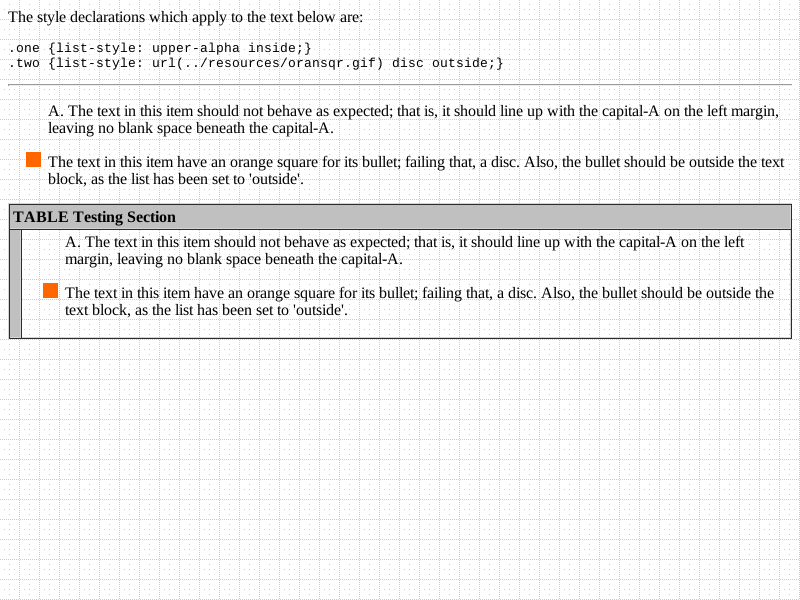 The style declarations which apply to the text below are:
.one {list-style: upper-alpha inside;}
.two {list-style: url(../resources/oransqr.gif) disc outside;}
A. The text in this item should not behave as expected; that is, it should line up with the capital-A on the left margin,
leaving no blank space beneath the capital-A.
The text in this item have an orange square for its bullet; failing that, a disc. Also, the bullet should be outside the text
block, as the list has been set to 'outside'.
TABLE Testing Section
A. The text in this item should not behave as expected; that is, it should line up with the capital-A on the left
margin, leaving no blank space beneath the capital-A.
The text in this item have an orange square for its bullet; failing that, a disc. Also, the bullet should be outside the
text block, as the list has been set to 'outside'.